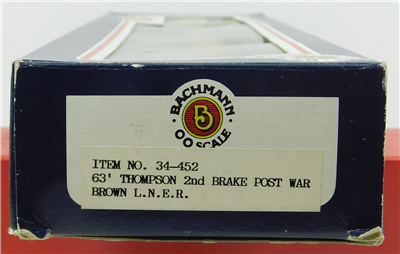 BACHMANN
B
OO SCALE
ITEM NO. 34-452
63' THOMPSON 2nd BRAKE POST WAR
BROWN L.N.E.R.